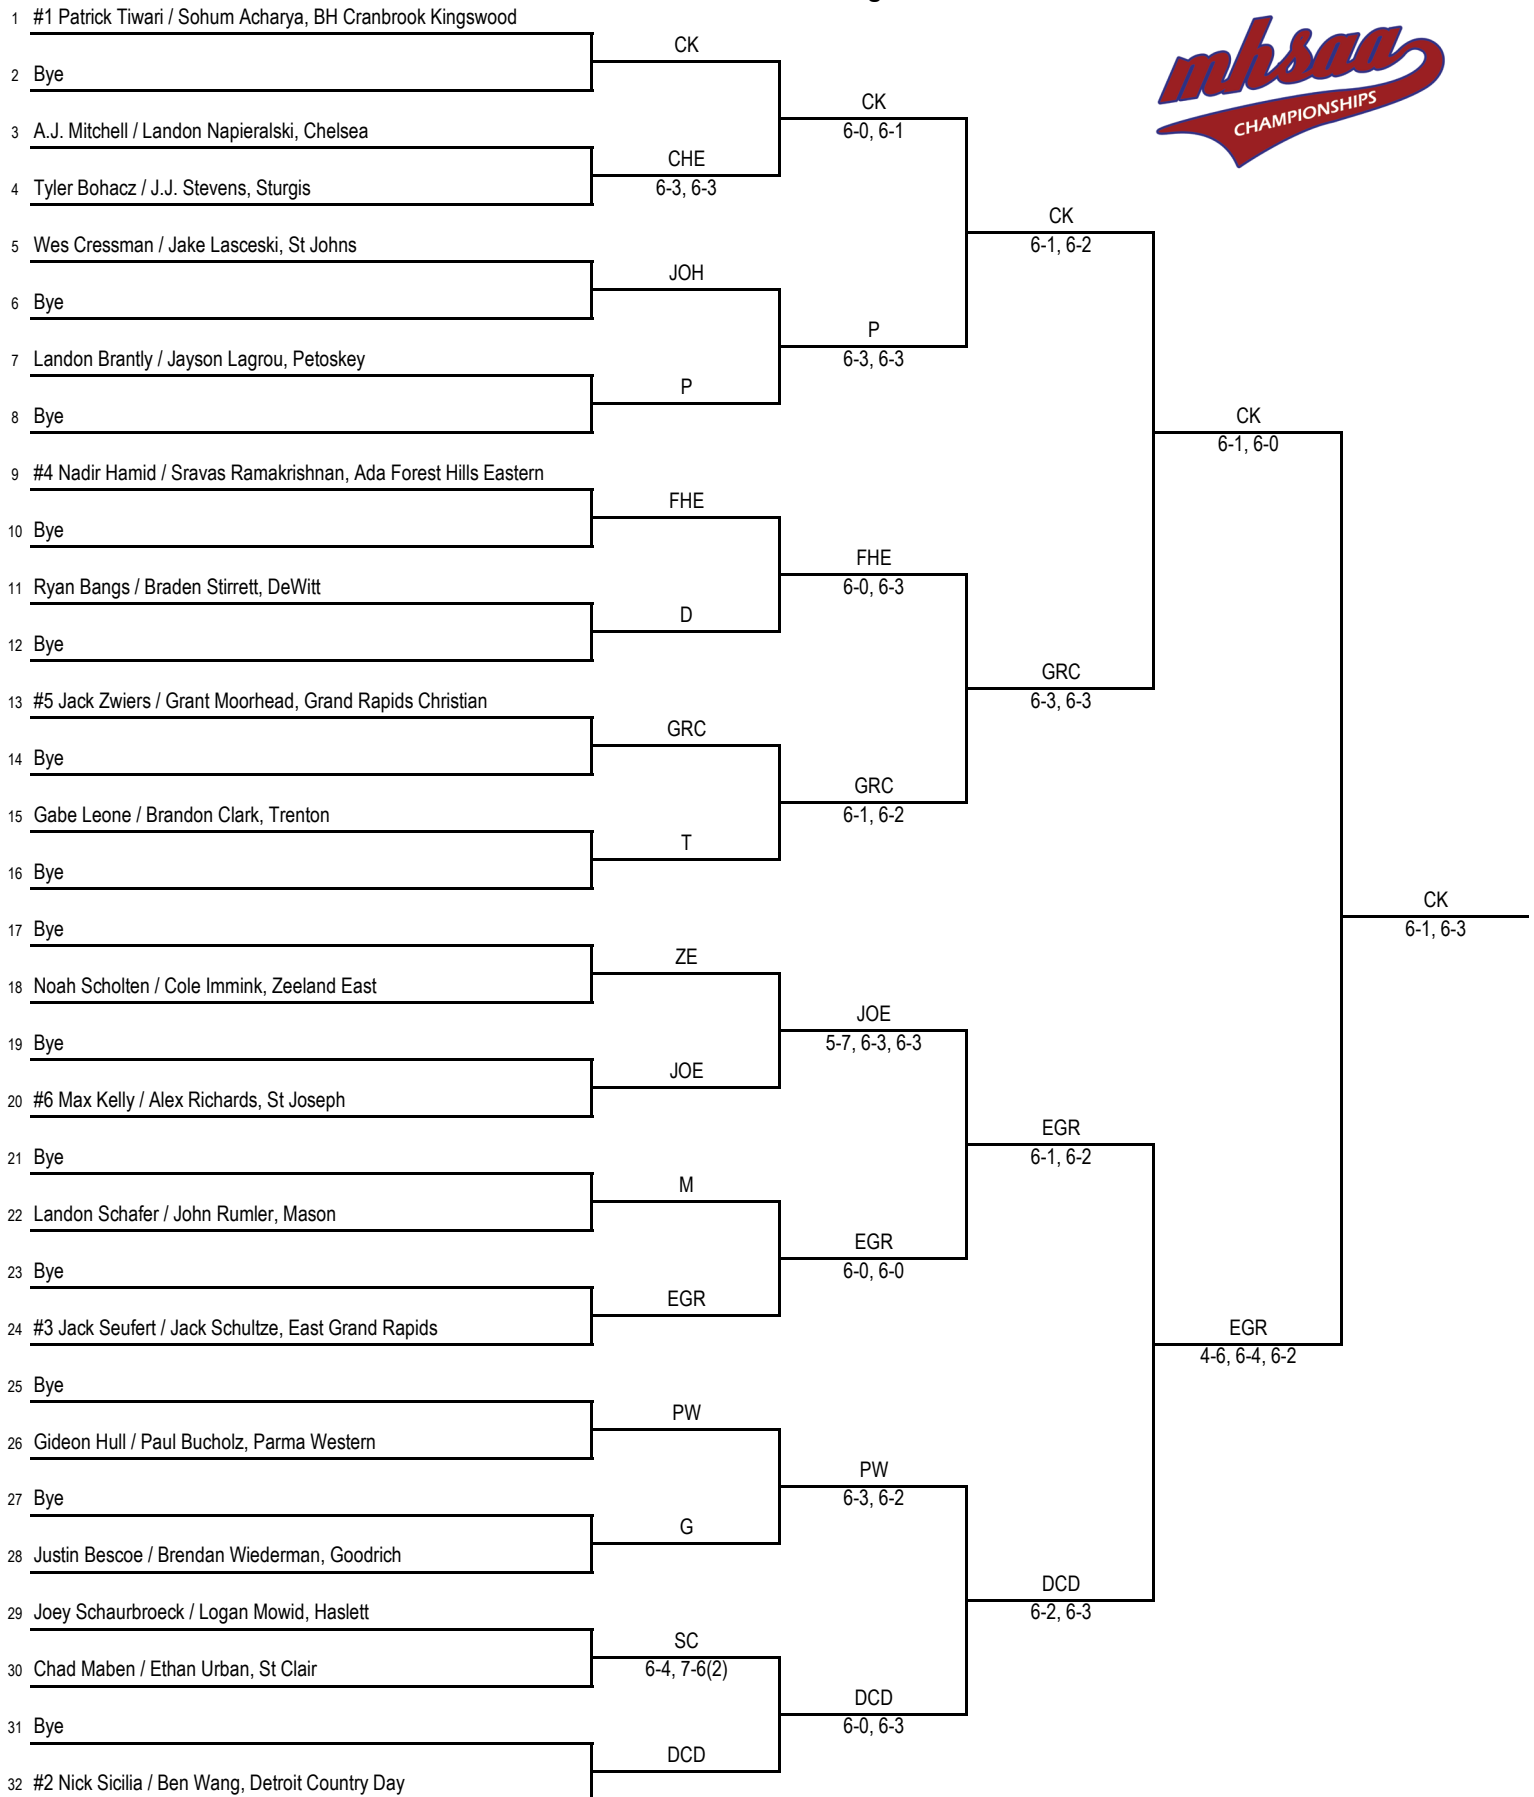 1 #1 Patrick Tiwari / Sohum Acharya, BH Cranbrook Kingswood
mhsaa
CHAMPIONSHIPS
CK
2 Bye
CK
6-0, 6-1
3 A.J. Mitchell / Landon Napieralski, Chelsea
CHE
6-3, 6-3
4 Tyler Bohacz / J.J. Stevens, Sturgis
CK
6-1, 6-2
5 Wes Cressman / Jake Lasceski, St Johns
JOH
6 Bye
P
6-3, 6-3
7 Landon Brantly / Jayson Lagrou, Petoskey
P
8 Bye
CK
6-1, 6-0
9 #4 Nadir Hamid / Sravas Ramakrishnan, Ada Forest Hills Eastern
FHE
10 Bye
FHE
6-0, 6-3
11 Ryan Bangs / Braden Stirrett, DeWitt
D
12 Bye
GRC
6-3, 6-3
13 #5 Jack Zwiers / Grant Moorhead, Grand Rapids Christian
GRC
14 Bye
GRC
6-1, 6-2
15 Gabe Leone / Brandon Clark, Trenton
T
16 Bye
CK
6-1, 6-3
17 Bye
ZE
18 Noah Scholten / Cole Immink, Zeeland East
JOE
5-7, 6-3, 6-3
19 Bye
JOE
20 #6 Max Kelly / Alex Richards, St Joseph
EGR
6-1, 6-2
21 Bye
M
22 Landon Schafer / John Rumler, Mason
EGR
6-0, 6-0
23 Bye
EGR
24 #3 Jack Seufert / Jack Schultze, East Grand Rapids
EGR
4-6, 6-4, 6-2
25 Bye
PW
26 Gideon Hull / Paul Bucholz, Parma Western
PW
6-3, 6-2
27 Bye
G
28 Justin Bescoe / Brendan Wiederman, Goodrich
DCD
6-2, 6-3
29 Joey Schaurbroeck / Logan Mowid, Haslett
SC
6-4, 7-6(2)
30 Chad Maben / Ethan Urban, St Clair
DCD
6-0, 6-3
31 Bye
DCD
32 #2 Nick Sicilia / Ben Wang, Detroit Country Day